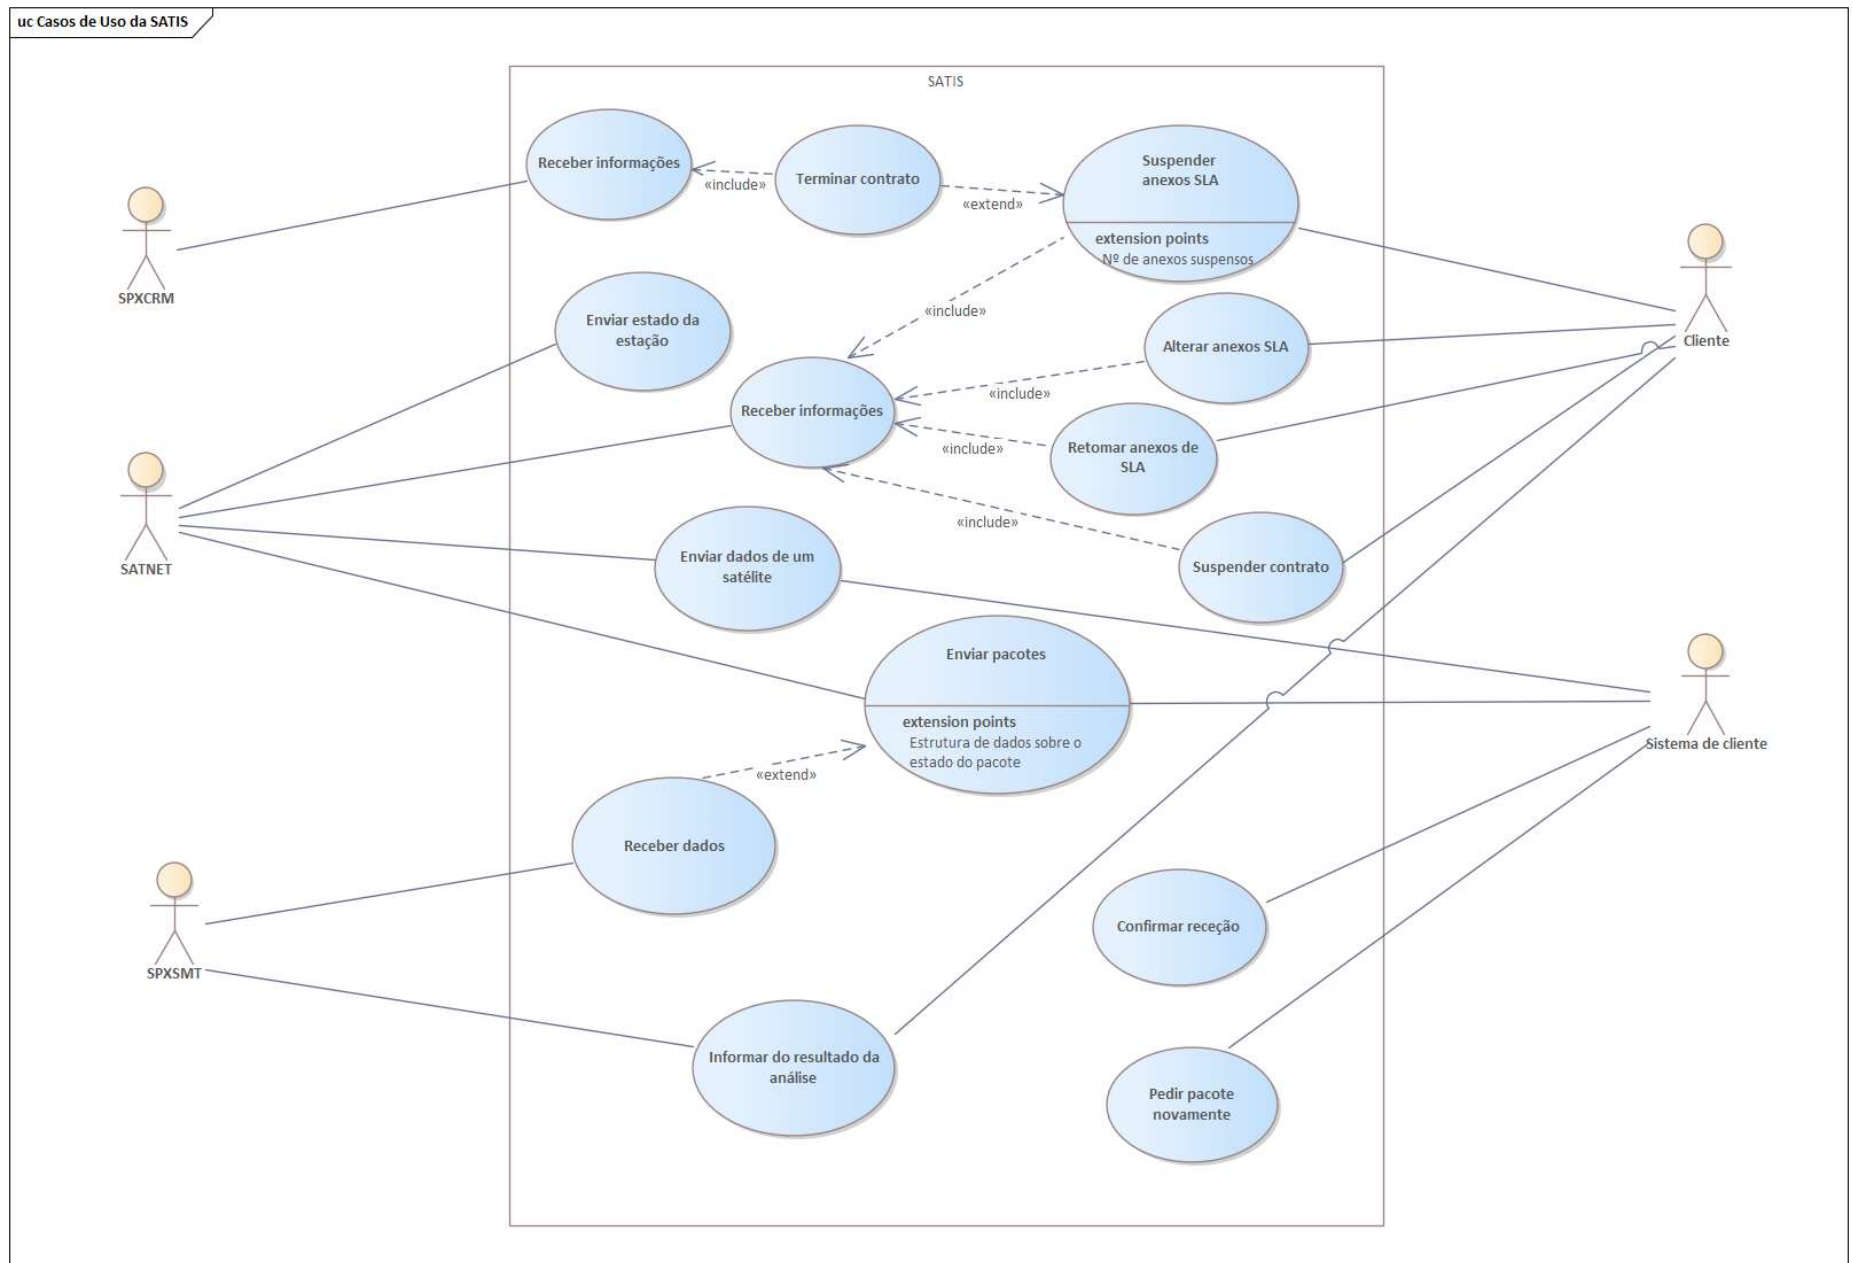 uc Casos de Uso da SATIS
SATIS
Receber informações
«include»
Terminar contrato
«extend»
Suspender
anexos SLA
extension points
Nº de anexos suspensos
SPXCRM
Cliente
Enviar estado da
estação
«include»
Alterar anexos SLA
«include»
Receber informações
Retomar anexos de
SLA
«include»
«include»
Suspender contrato
SATNET
Enviar dados de um
satélite
Enviar pacotes
extension points
Estrutura de dados sobre o
estado do pacote
Sistema de cliente
«extend»
Receber dados
SPXSMT
Confirmar receção
Informar do resultado da
análise
Pedir pacote
novamente